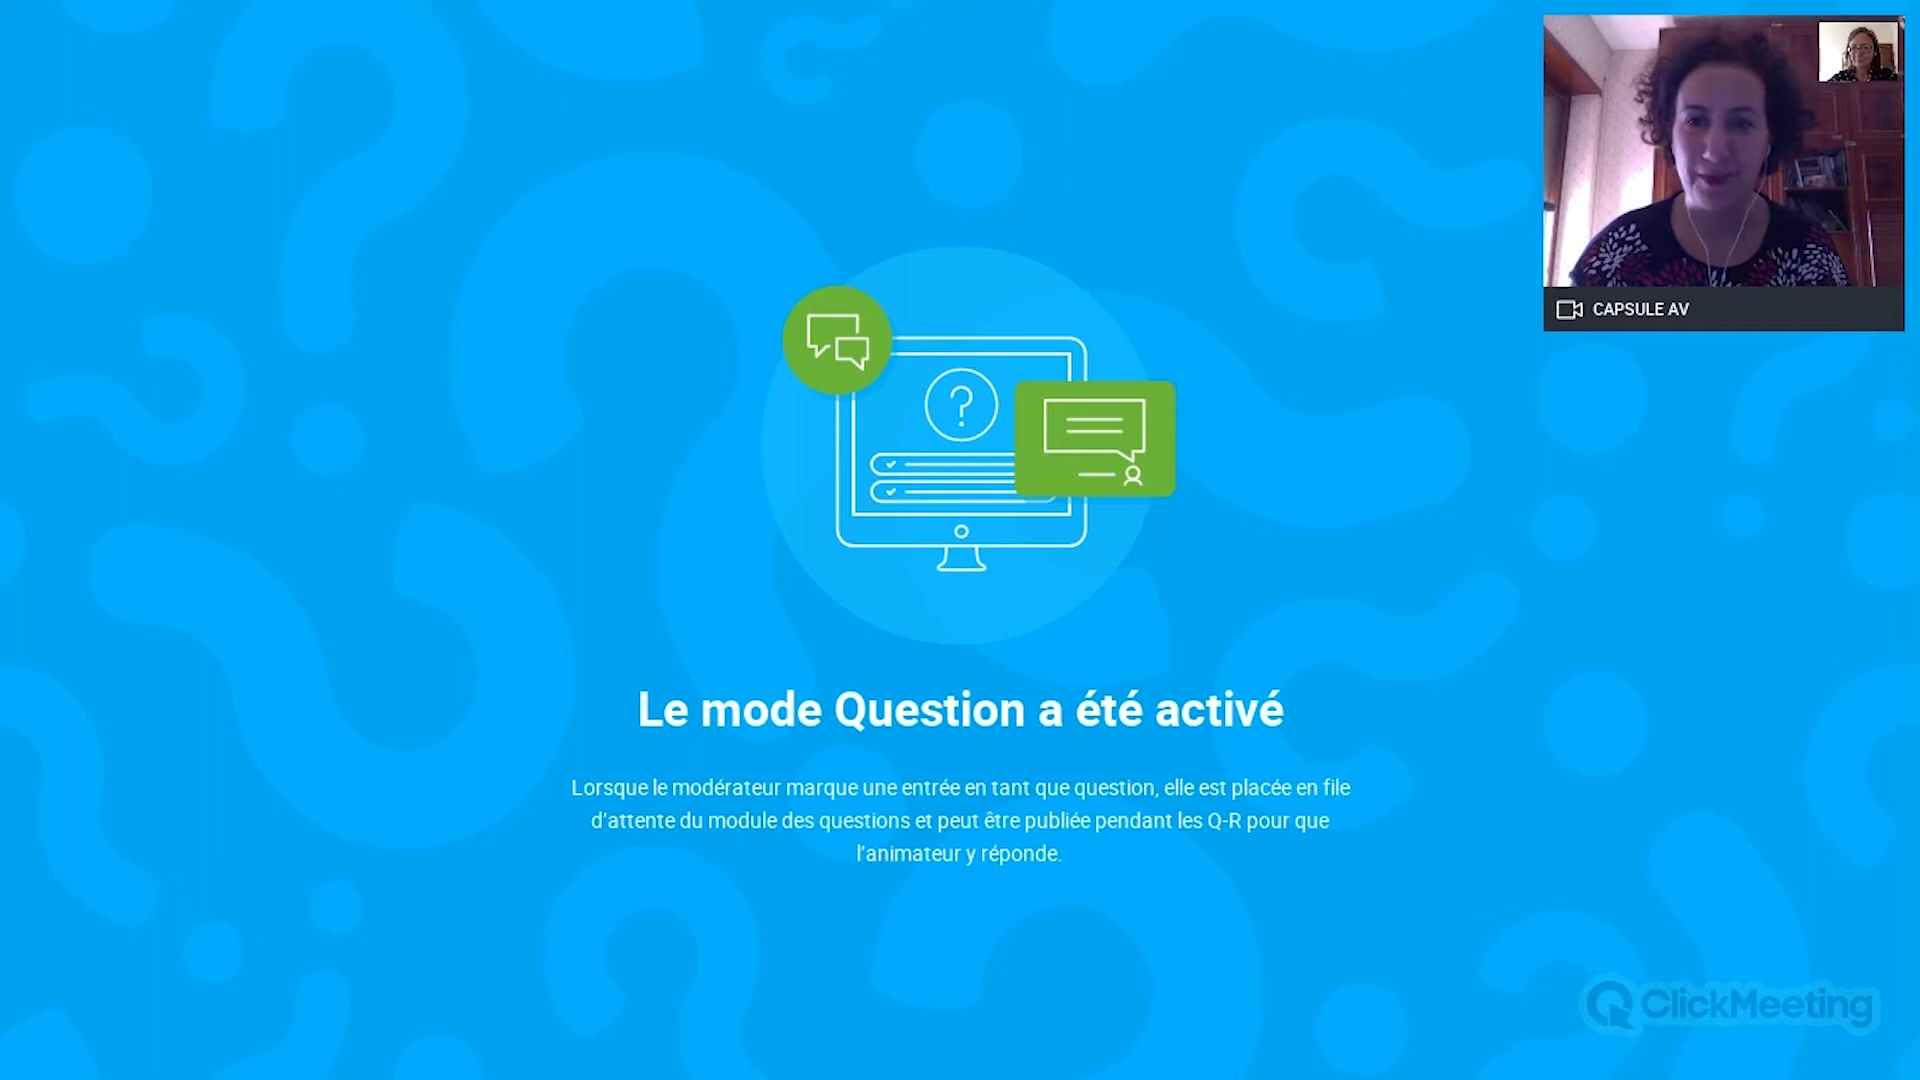 CAPSULE AV
?
Le mode Question a été activé
Lorsque le modérateur marque une entrée en tant que question, elle est placée en file
d’attente du module des questions et peut être publiée pendant les Q-R pour que
l’animateur y réponde.
ClickMeeting